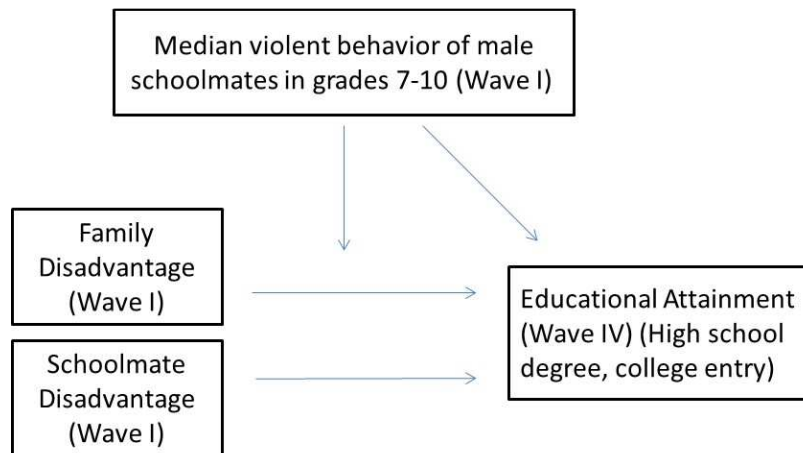 Median violent behavior of male
schoolmates in grades 7-10 (Wave I)
Family
Disadvantage
(Wave I)
Educational Attainment
(Wave IV) (High school
degree, college entry)
Schoolmate
Disadvantage
(Wave I)